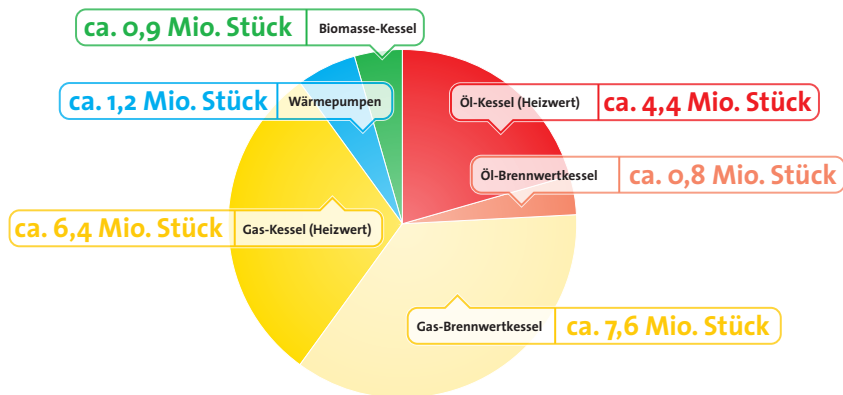 ca. 0,9 Mio. Stück Biomasse-Kessel
ca. 1,2 Mio. Stück Wärmepumpen
Öl-Kessel (Heizwert) ca. 4,4 Mio. Stück
Öl-Brennwertkessel ca. 0,8 Mio. Stück
ca. 6,4 Mio. Stück Gas-Kessel (Heizwert)
Gas-Brennwertkessel ca. 7,6 Mio. Stück